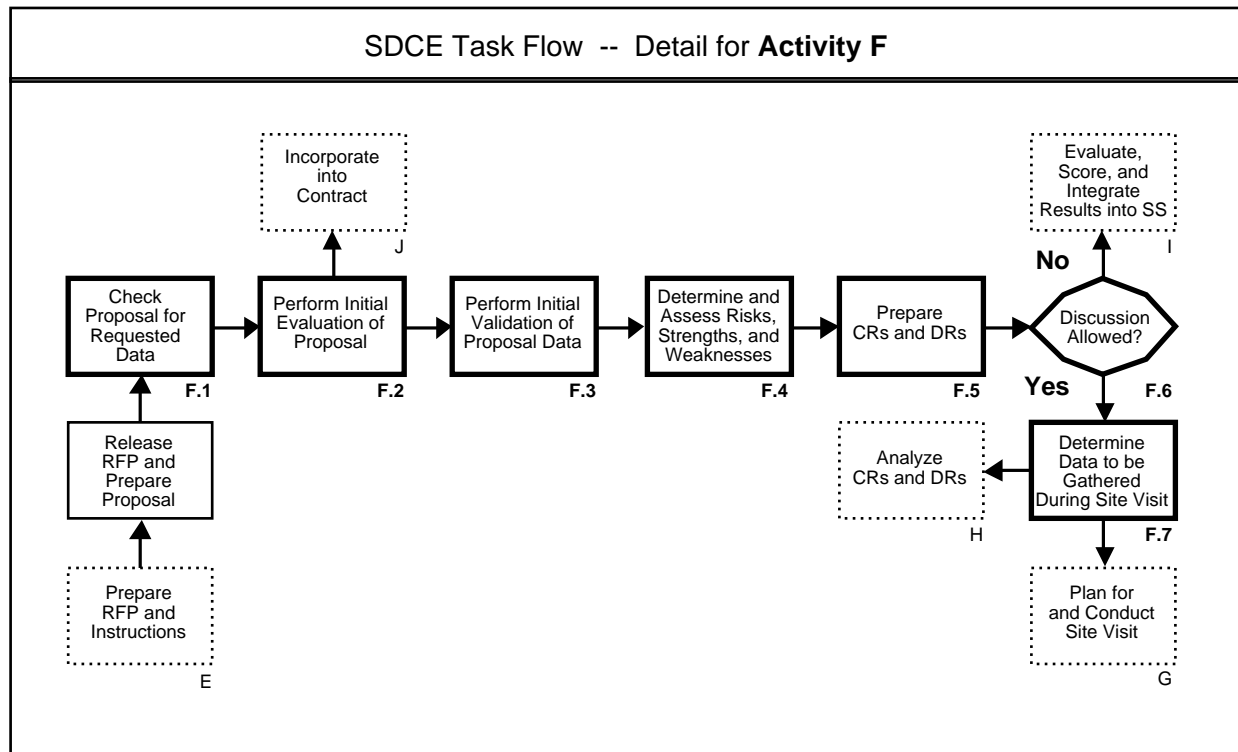 SDCE Task Flow -- Detail for Activity F
Incorporate
into
Contract
J
Evaluate,
Score, and
Integrate
Results into SS
I
No
Check
Proposal for
Requested
Data
F.1
Perform Initial
Evaluation of
Proposal
F.2
Perform Initial
Validation of
Proposal Data
F.3
Determine and
Assess Risks,
Strengths, and
Weaknesses
F.4
Prepare
CRs and DRs
F.5
Discussion
Allowed?
F.6
Yes
Release
RFP and
Prepare
Proposal
Analyze
CRs and DRs
H
Determine
Data to be
Gathered
During Site Visit
F.7
Prepare
RFP and
Instructions
E
Plan for
and Conduct
Site Visit
G